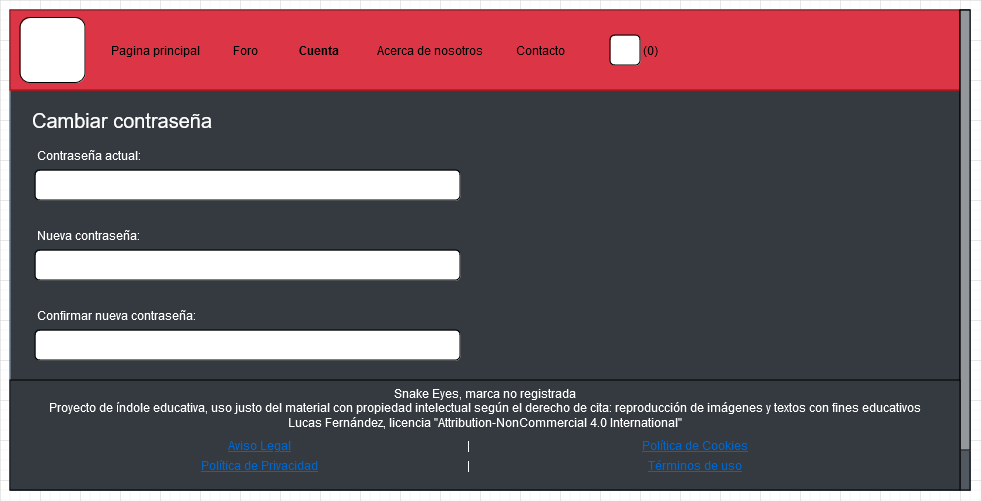 Pagina principal Foro Cuenta Acerca de nosotros Contacto (0)
Cambiar contraseña
Contraseña actual:
Nueva contraseña:
Confirmar nueva contraseña:
Snake Eyes, marca no registrada
Proyecto de índole educativa, uso justo del material con propiedad intelectual según el derecho de cita: reproducción de imágenes y textos con fines educativos
Lucas Fernández, licencia "Attribution-NonCommercial 4.0 International"
Aviso Legal | Política de Cookies
Política de Privacidad | Términos de uso